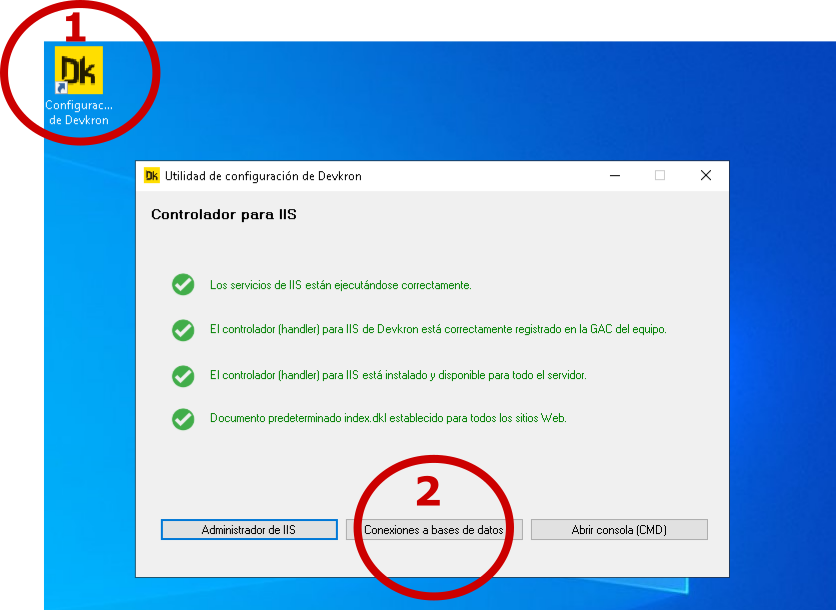 1
Dk
Configurac...
de Devkron
Dk Utilidad de configuración de Devkron
Controlador para IIS
Los servicios de IIS están ejecutándose correctamente.
El controlador (handler) para IIS de Devkron está correctamente registrado en la GAC del equipo.
El controlador (handler) para IIS está instalado y disponible para todo el servidor.
Documento predeterminado index.dkl establecido para todos los sitios Web.
2
Administrador de IIS
Conexiones a bases de datos
Abrir consola (CMD)